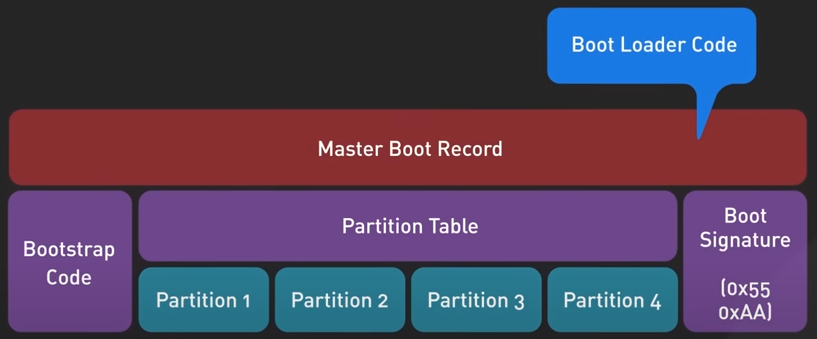 Boot Loader Code
Master Boot Record
Bootstrap
Code
Partition Table
Partition 1
Partition 2
Partition 3
Partition 4
Boot
Signature
(0x55
0xAA)